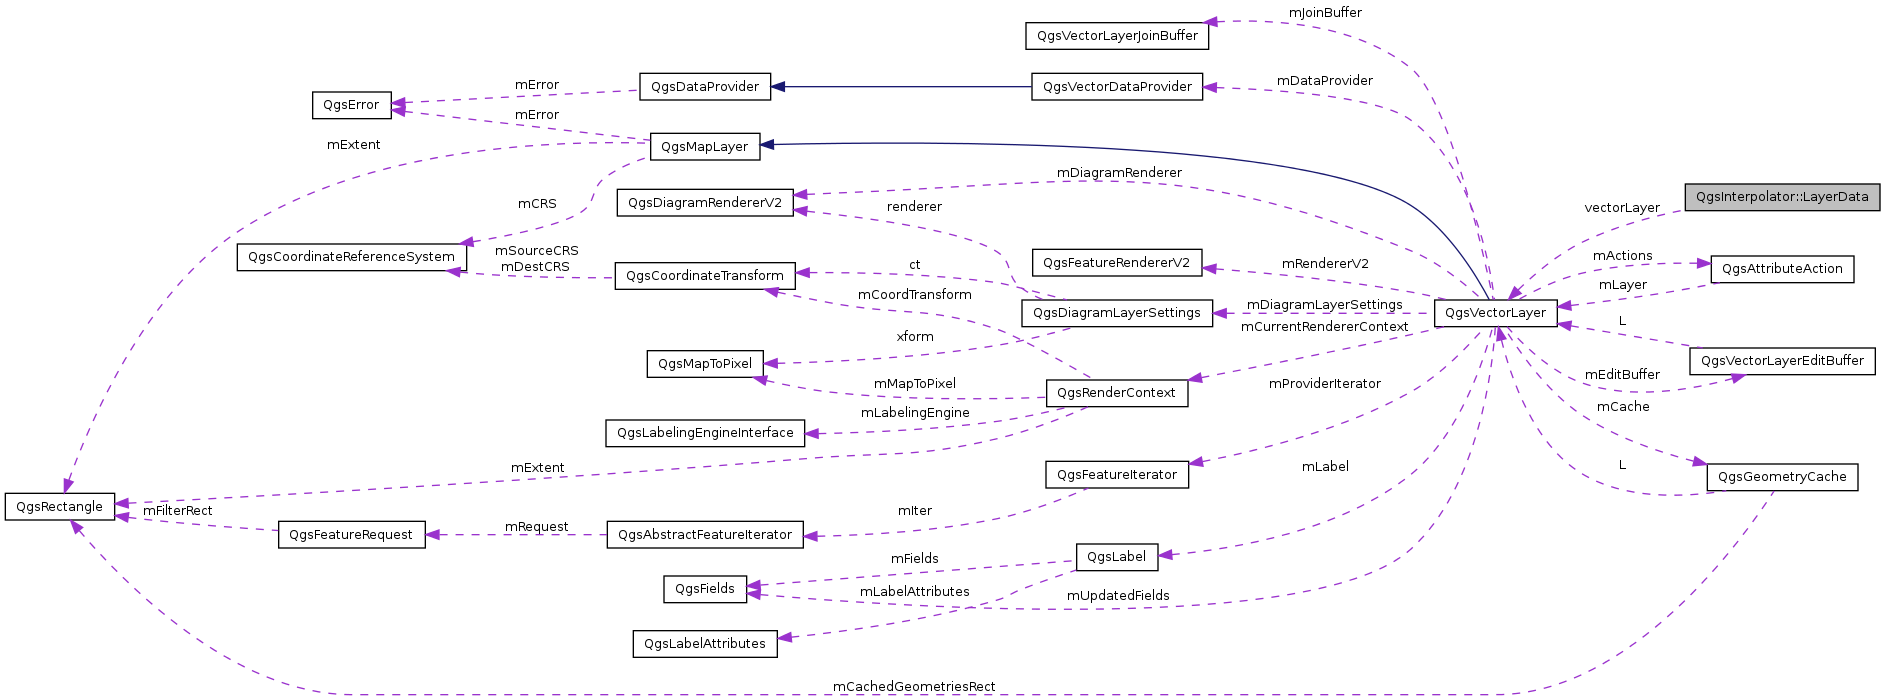 mJoinBuffer
QgsVectorLayerJoinBuffer
mDataProvider
mError
QgsDataProvider
QgsVectorDataProvider
QgsError
mError
mExtent
QgsMapLayer
mDiagramRenderer
QgsInterpolator::LayerData
QgsDiagramRendererV2
renderer
vectorLayer
mCRS
mSourceCRS
mDestCRS
QgsCoordinateReferenceSystem
ct
QgsFeatureRendererV2
mRendererV2
mActions
QgsAttributeAction
QgsCoordinateTransform
mLayer
mCoordTransform
QgsDiagramLayerSettings
mDiagramLayerSettings
QgsVectorLayer
L
mCurrentRendererContext
xform
QgsMapToPixel
QgsVectorLayerEditBuffer
mEditBuffer
mMapToPixel
QgsRenderContext
mProviderIterator
mCache
mLabelingEngine
QgsLabelingEngineInterface
mExtent
QgsFeatureIterator
mLabel
L
QgsGeometryCache
QgsRectangle
mFilterRect
mIter
QgsFeatureRequest
mRequest
QgsAbstractFeatureIterator
QgsLabel
mFields
QgsFields
mLabelAttributes
mUpdatedFields
QgsLabelAttributes
mCachedGeometriesRect